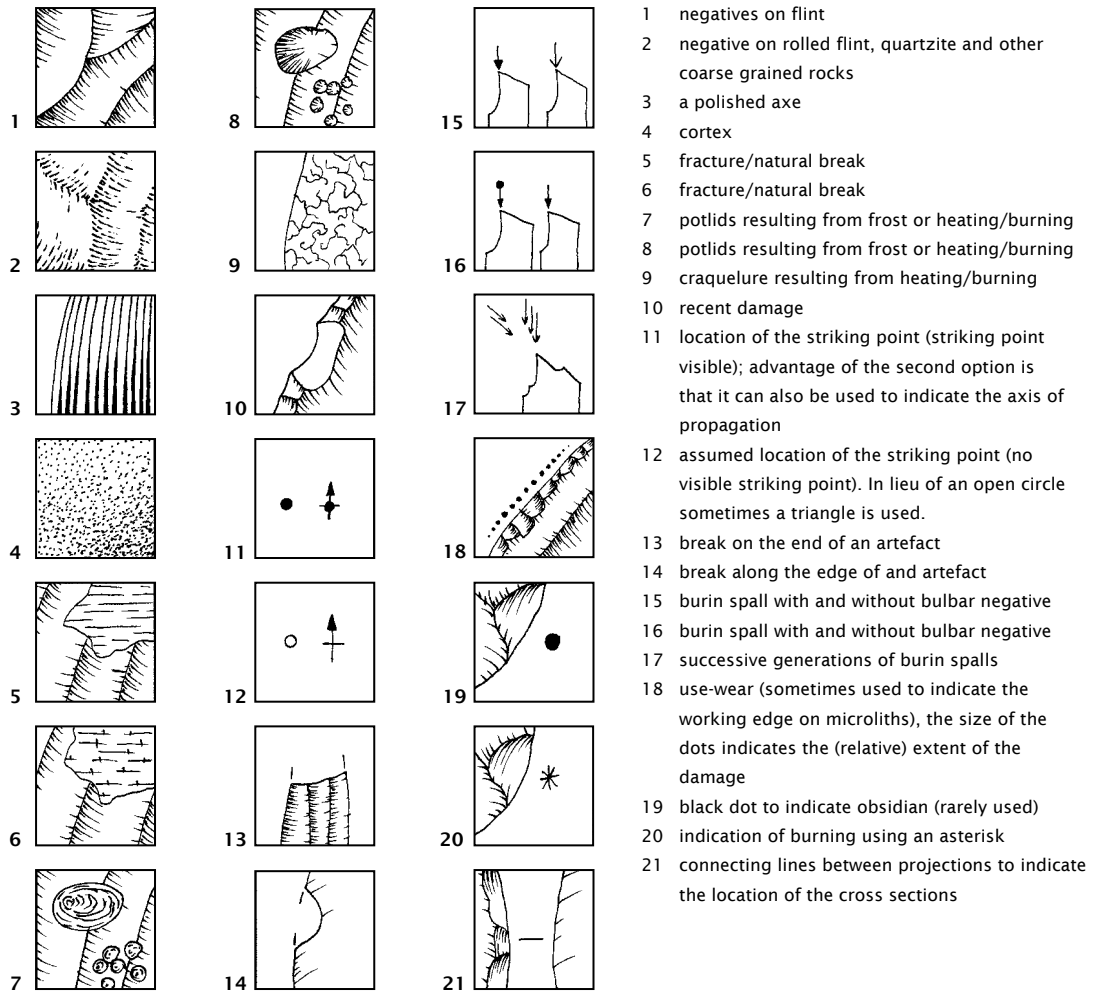 1
2
3
4
5
6
7
8
9
10
11
12
13
14
15
16
17
18
19
20
21
1 negatives on flint
2 negative on rolled flint, quartzite and other
coarse grained rocks
3 a polished axe
4 cortex
5 fracture/natural break
6 fracture/natural break
7 potlids resulting from frost or heating/burning
8 potlids resulting from frost or heating/burning
9 craquelure resulting from heating/burning
10 recent damage
11 location of the striking point (striking point
visible); advantage of the second option is
that it can also be used to indicate the axis of
propagation
12 assumed location of the striking point (no
visible striking point). In lieu of an open circle
sometimes a triangle is used.
13 break on the end of an artefact
14 break along the edge of and artefact
15 burin spall with and without bulbar negative
16 burin spall with and without bulbar negative
17 successive generations of burin spalls
18 use-wear (sometimes used to indicate the
working edge on microliths), the size of the
dots indicates the (relative) extent of the
damage
19 black dot to indicate obsidian (rarely used)
20 indication of burning using an asterisk
21 connecting lines between projections to indicate
the location of the cross sections